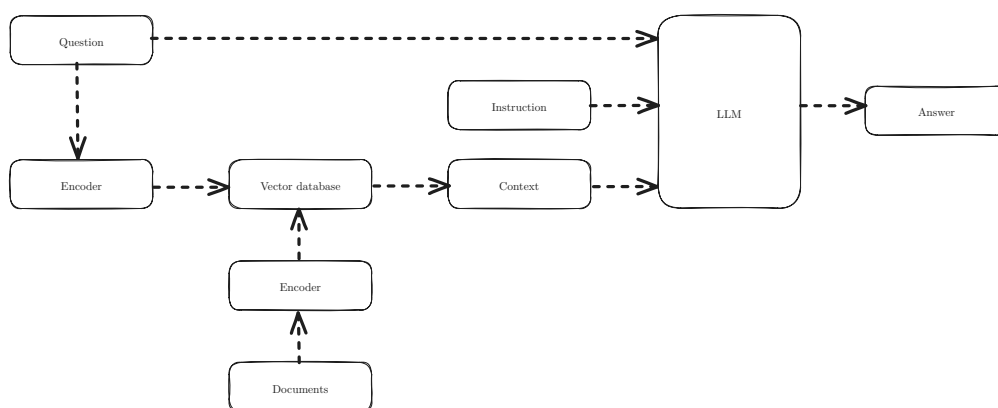 Question
Instruction
LLM
Answer
Encoder
Vector database
Context
Encoder
Documents